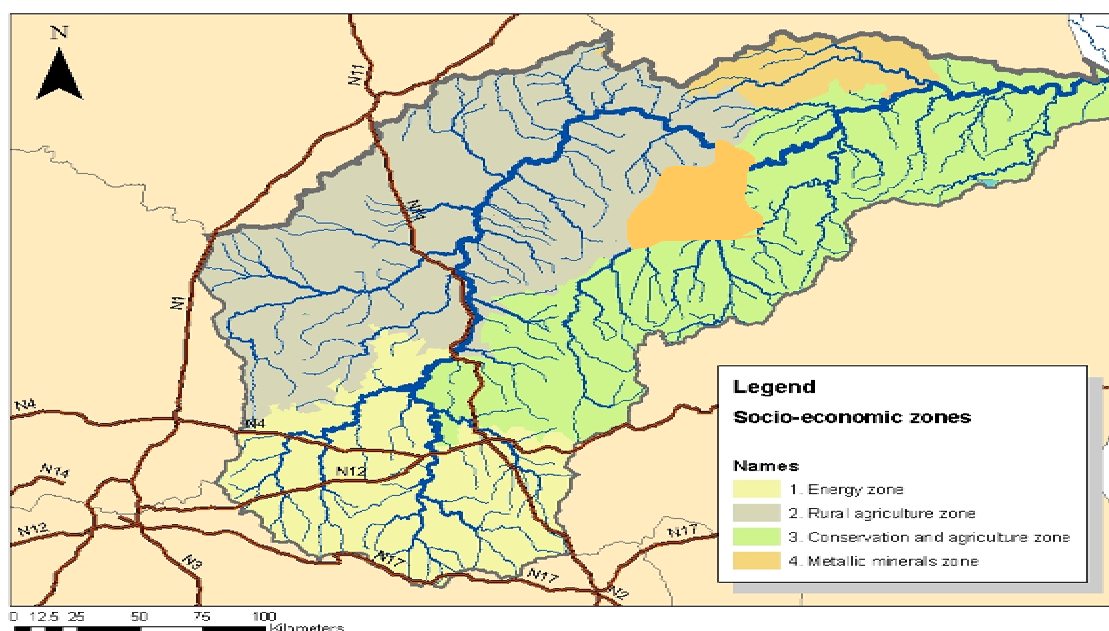 N
N11
N11
N1
N4
N4
N14
N12
N12
N3
N17
N17
N17
N2
Legend
Socio-economic zones
Names
1. Energy zone
2. Rural agriculture zone
3. Conservation and agriculture zone
4. Metallic minerals zone
0 12.5 25 50 75 100
Kilometers